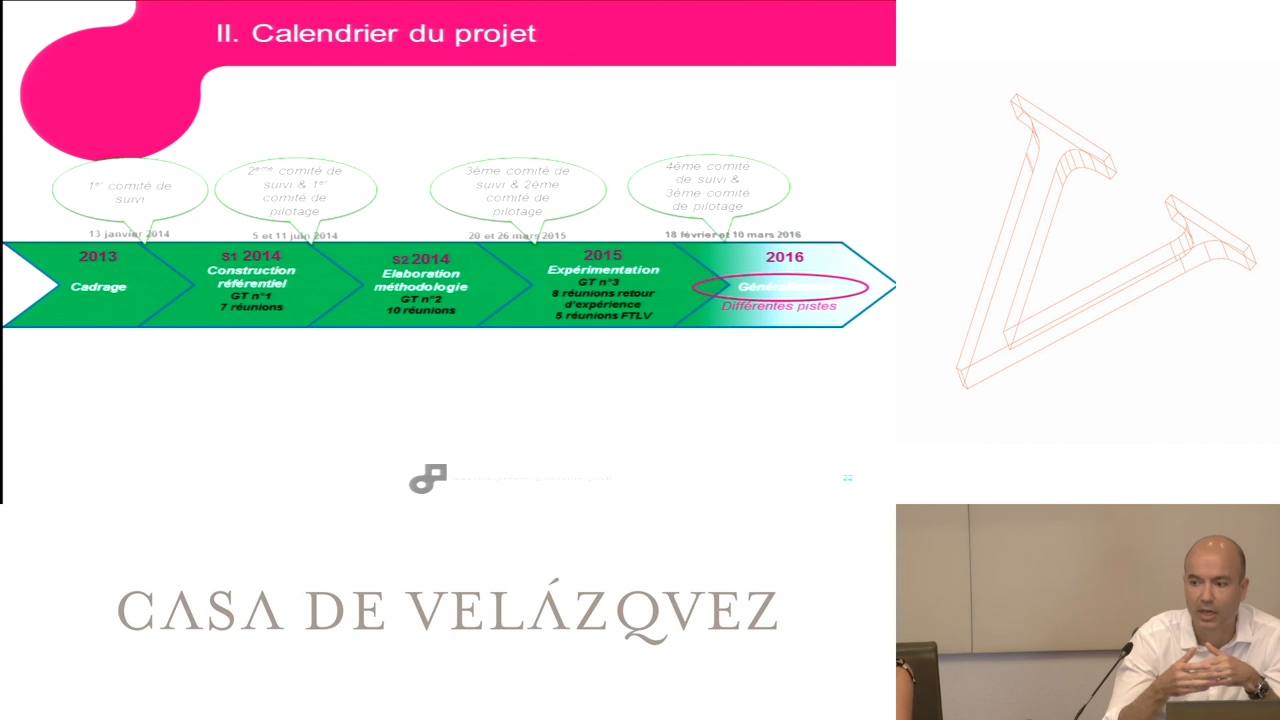 II. Calendrier du projet
1er comité de
suivi
2ème comité de
suivi & 1er
comité de
pilotage
3ème comité de
suivi & 2ème
comité de
pilotage
4ème comité
de suivi &
3ème comité
de pilotage
13 janvier 2014
5 et 11 juin 2014
20 et 26 mars 2015
18 février et 10 mars 2016
2013
Cadrage
S1 2014
Construction
référentiel
GT n°1
7 réunions
S2 2014
Elaboration
méthodologie
GT n°2
10 réunions
2015
Expérimentation
GT n°3
8 réunions retour
d'expérience
5 réunions FTLV
2016
Généralisation
Différentes pistes
22
CASA DE VELÁZQVEZ